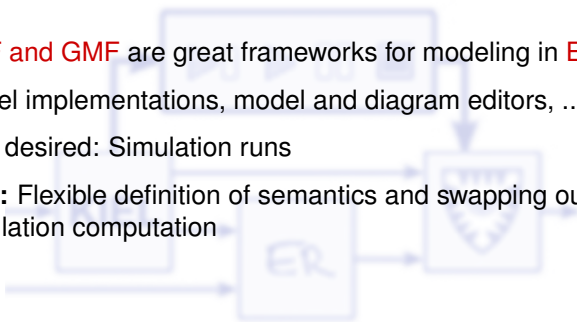 and GMF are great frameworks for modeling in
el implementations, model and diagram editors, ..
desired: Simulation runs
: Flexible definition of semantics and swapping ou
lation computation
ER